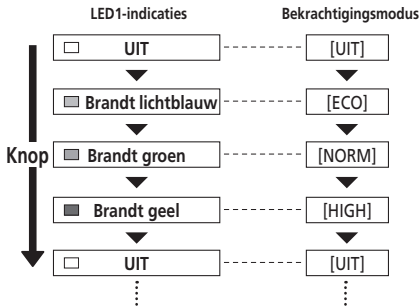 LED1-indicaties Bekrachtigingsmodus
UIT [UIT]
Brandt lichtblauw [ECO]
Knop Brandt groen [NORM]
Brandt geel [HIGH]
UIT [UIT]